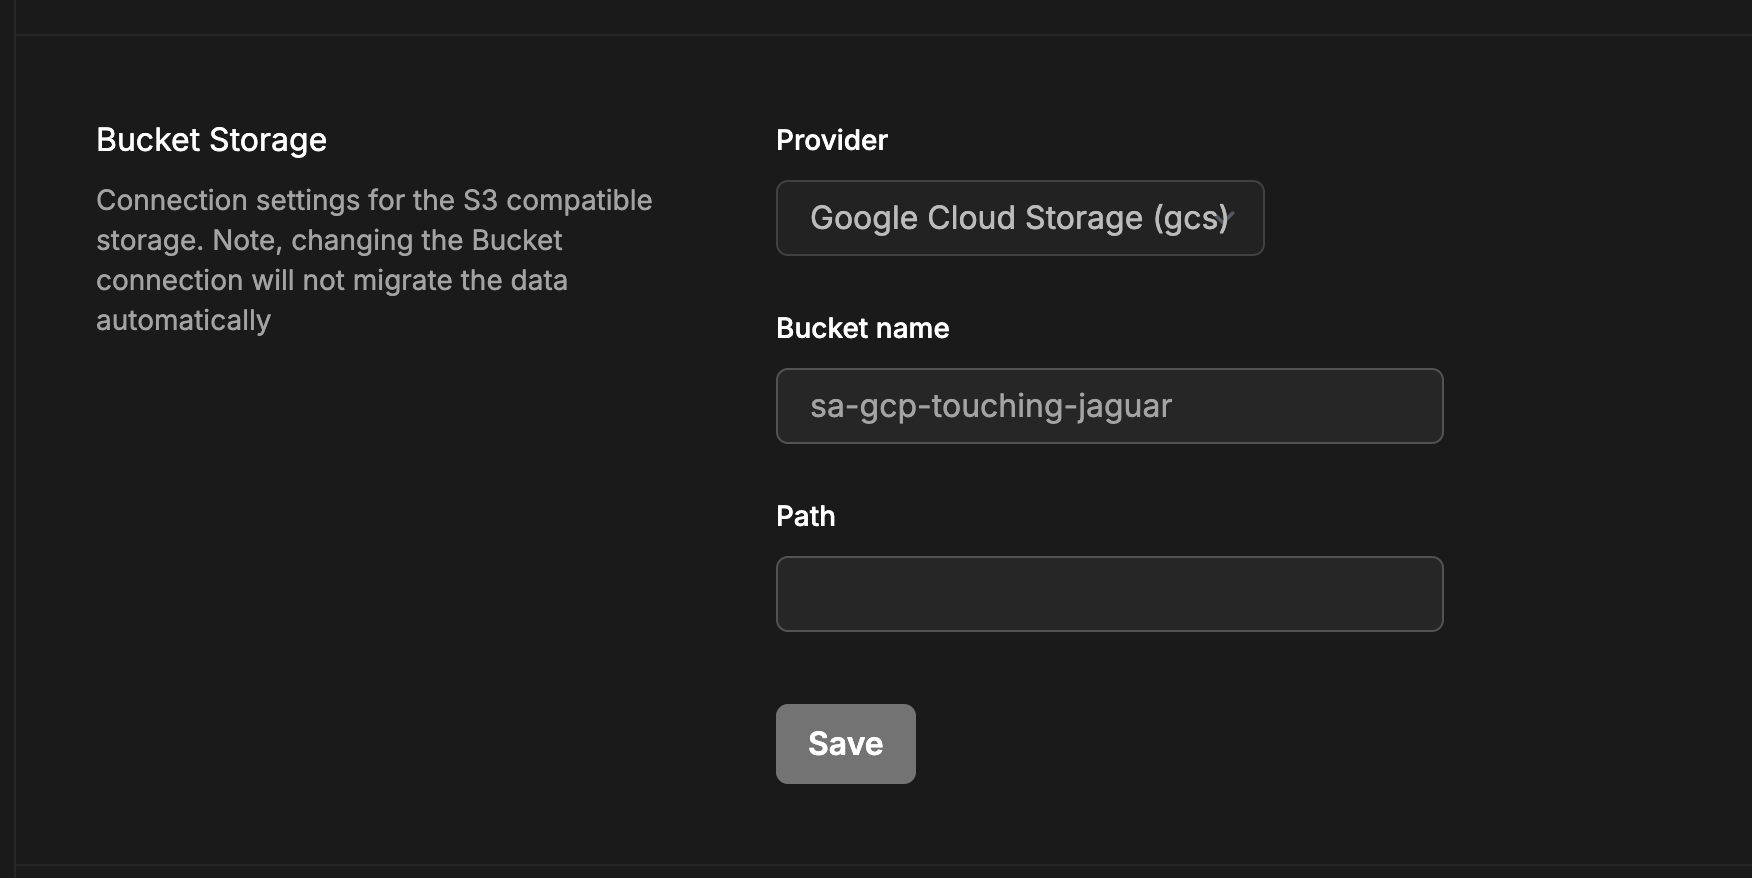 Bucket Storage
Connection settings for the S3 compatible
storage. Note, changing the Bucket
connection will not migrate the data
automatically
Provider
Google Cloud Storage (gcs)
Bucket name
sa-gcp-touching-jaguar
Path
Save